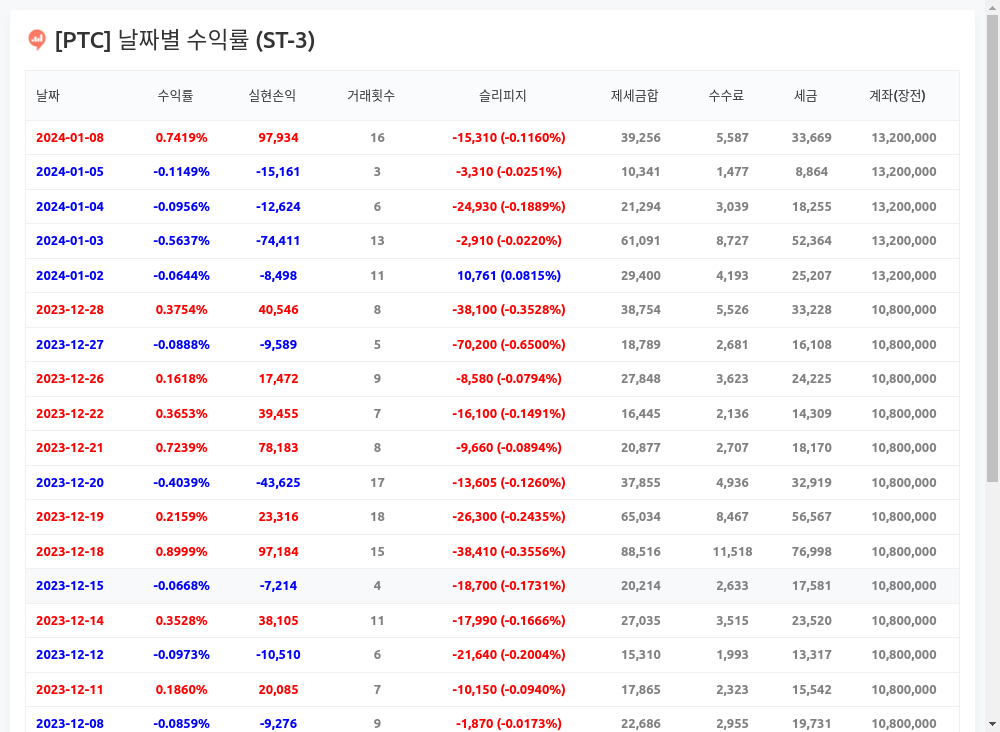 [PTC] 날짜별 수익률 (ST-3)
날짜 수익률 실현손익 거래횟수 슬리피지 제세금합 수수료 세금 계좌(장전)
2024-01-08 0.7419% 97,934 16 -15,310 (-0.1160%) 39,256 5,587 33,669 13,200,000
2024-01-05 -0.1149% -15,161 3 -3,310 (-0.0251%) 10,341 1,477 8,864 13,200,000
2024-01-04 -0.0956% -12,624 6 -24,930 (-0.1889%) 21,294 3,039 18,255 13,200,000
2024-01-03 -0.5637% -74,411 13 -2,910 (-0.0220%) 61,091 8,727 52,364 13,200,000
2024-01-02 -0.0644% -8,498 11 10,761 (0.0815%) 29,400 4,193 25,207 13,200,000
2023-12-28 0.3754% 40,546 8 -38,100 (-0.3528%) 38,754 5,526 33,228 10,800,000
2023-12-27 -0.0888% -9,589 5 -70,200 (-0.6500%) 18,789 2,681 16,108 10,800,000
2023-12-26 0.1618% 17,472 9 -8,580 (-0.0794%) 27,848 3,623 24,225 10,800,000
2023-12-22 0.3653% 39,455 7 -16,100 (-0.1491%) 16,445 2,136 14,309 10,800,000
2023-12-21 0.7239% 78,183 8 -9,660 (-0.0894%) 20,877 2,707 18,170 10,800,000
2023-12-20 -0.4039% -43,625 17 -13,605 (-0.1260%) 37,855 4,936 32,919 10,800,000
2023-12-19 0.2159% 23,316 18 -26,300 (-0.2435%) 65,034 8,467 56,567 10,800,000
2023-12-18 0.8999% 97,184 15 -38,410 (-0.3556%) 88,516 11,518 76,998 10,800,000
2023-12-15 -0.0668% -7,214 4 -18,700 (-0.1731%) 20,214 2,633 17,581 10,800,000
2023-12-14 0.3528% 38,105 11 -17,990 (-0.1666%) 27,035 3,515 23,520 10,800,000
2023-12-12 -0.0973% -10,510 6 -21,640 (-0.2004%) 15,310 1,993 13,317 10,800,000
2023-12-11 0.1860% 20,085 7 -10,150 (-0.0940%) 17,865 2,323 15,542 10,800,000
2023-12-08 -0.0859% -9,276 9 -1,870 (-0.0173%) 22,686 2,955 19,731 10,800,000